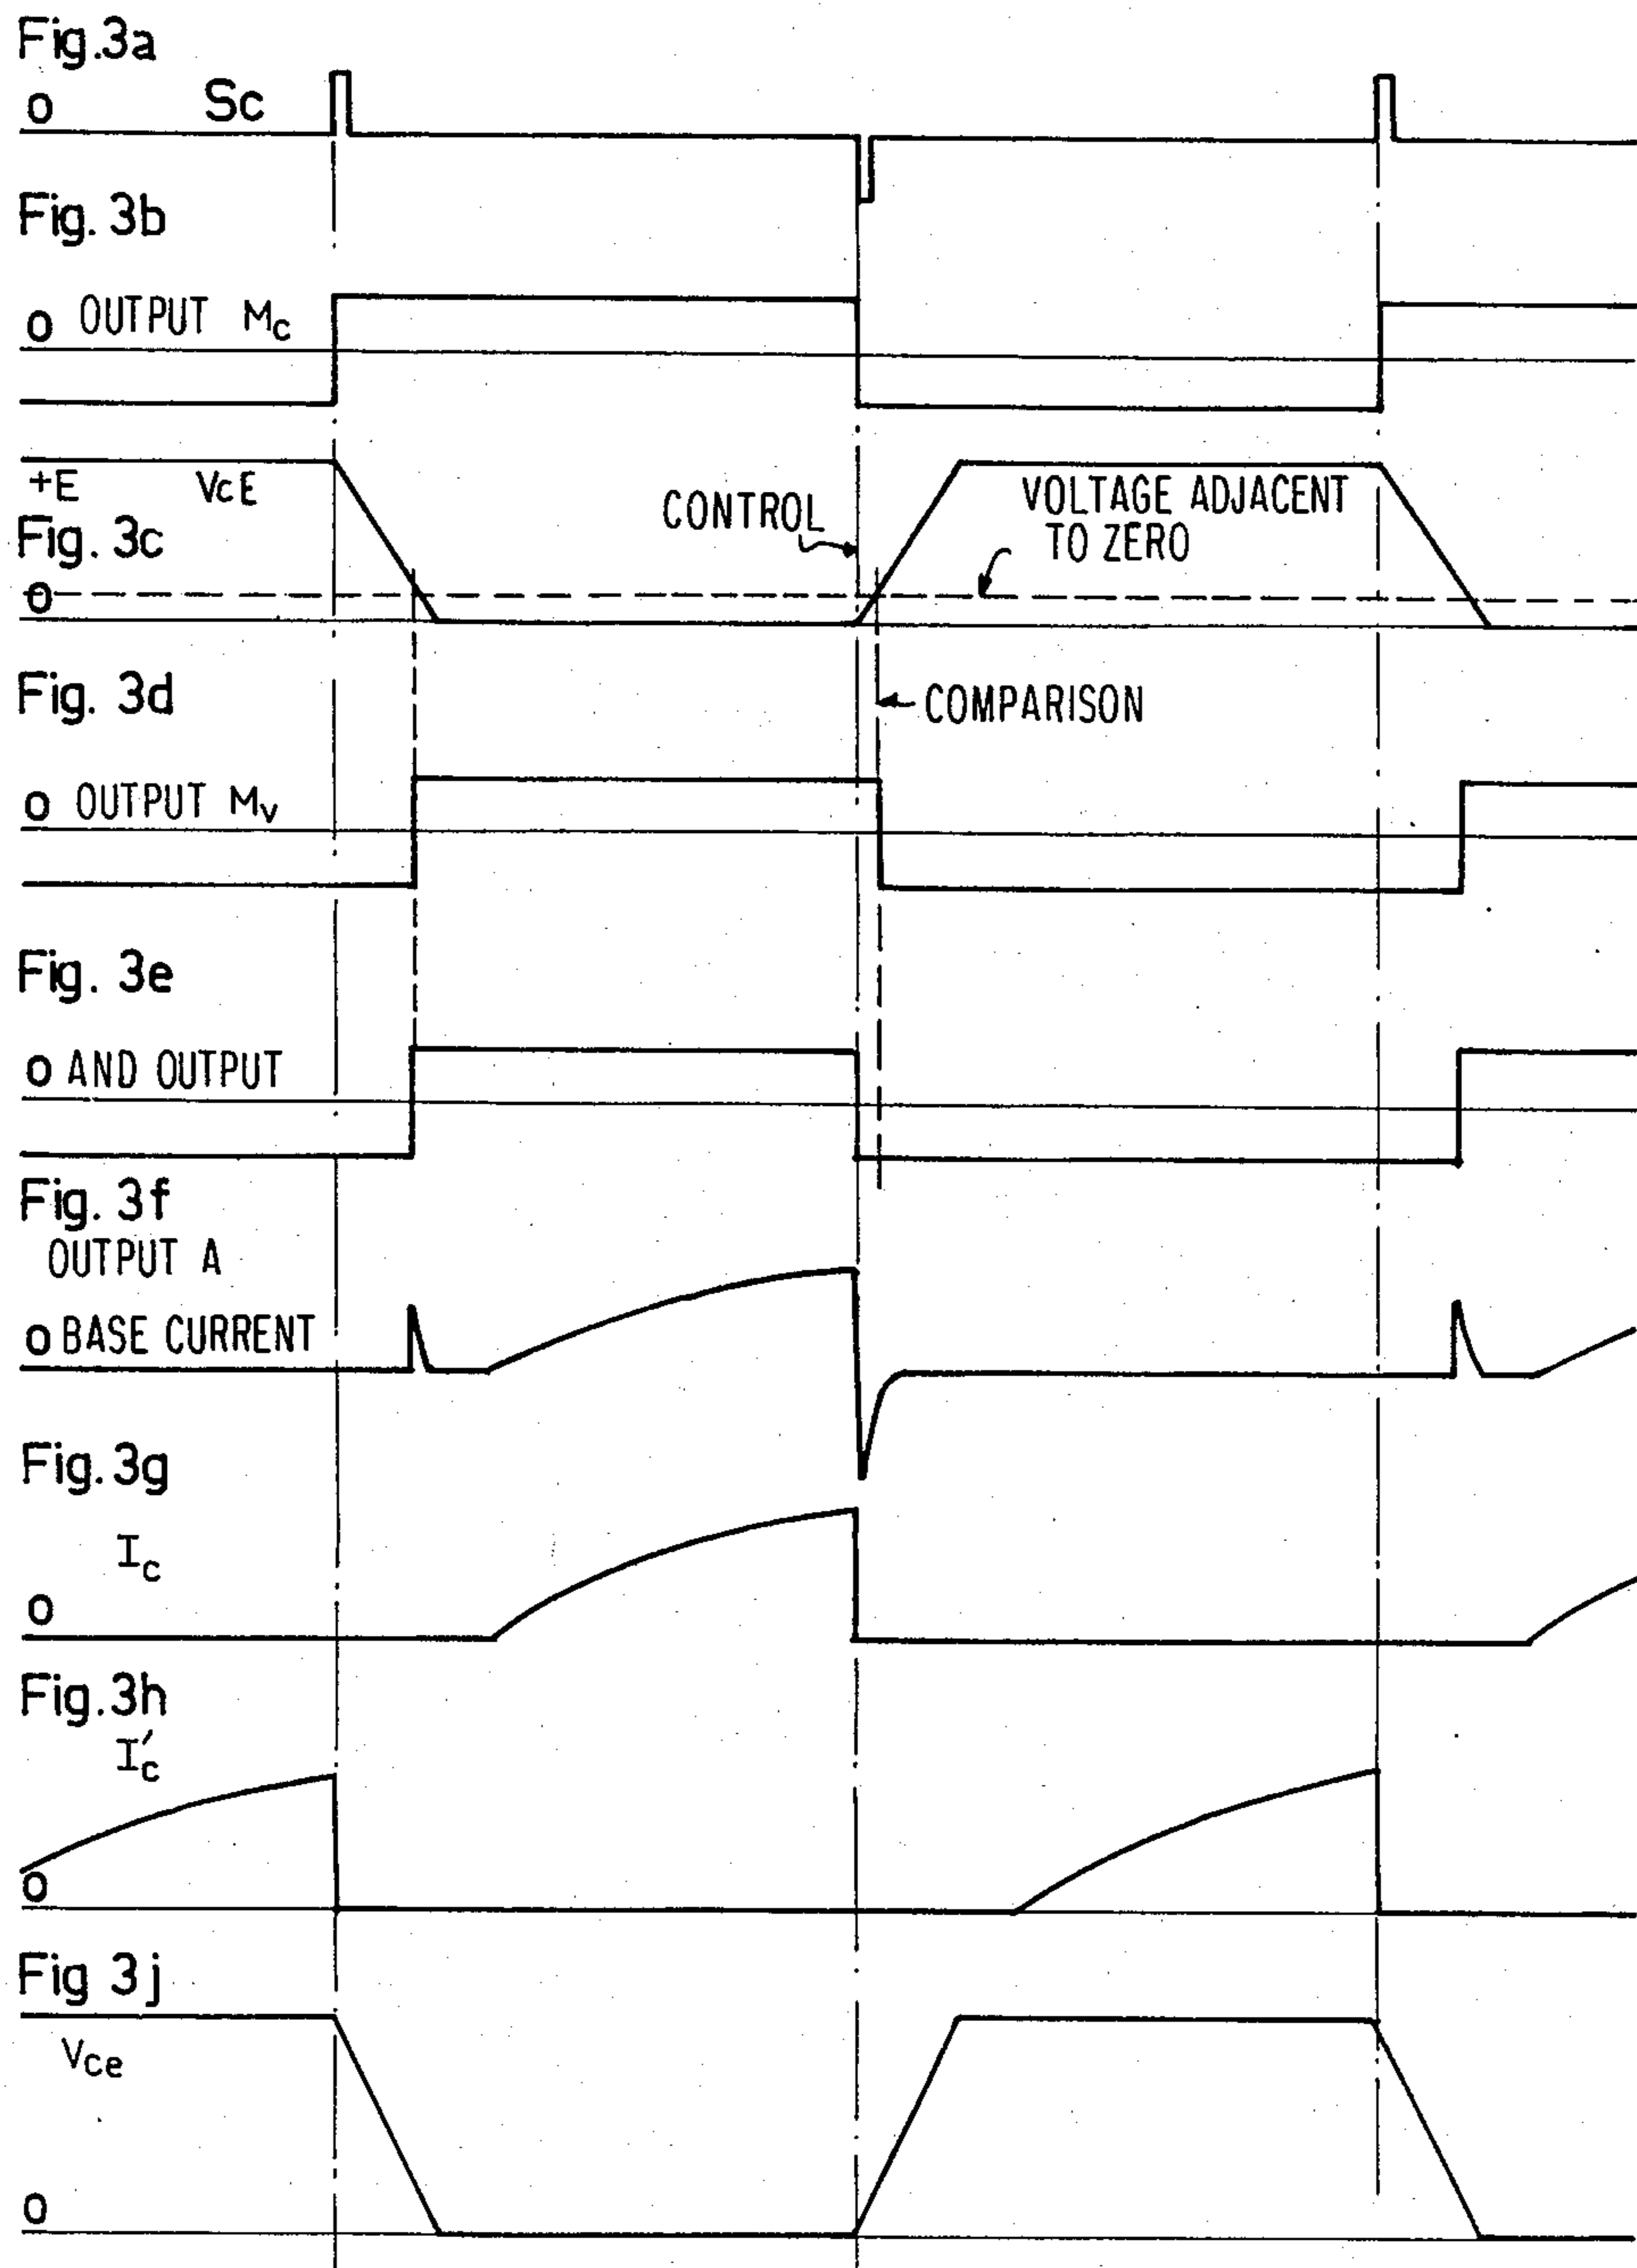 Fig.3a
O Sc
Fig. 3b
O OUTPUT Mc
+E VcE
CONTROL
VOLTAGE ADJACENT
TO ZERO
Fig. 3c
O
Fig. 3d
COMPARISON
O OUTPUT Mv
Fig. 3e
O AND OUTPUT
Fig. 3f
OUTPUT A
O BASE CURRENT
Fig. 3g
Ic
O
Fig.3h
I'c
O
Fig 3j
Vce
O